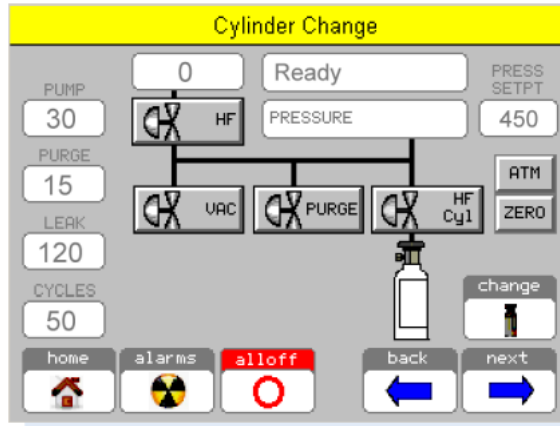 Cylinder Change
0
Ready
PRESS
SETPT
PUMP
30
HF
PRESSURE
450
PURGE
15
ATM
VAC
PURGE
HF
Cyl
ZERO
LEAK
120
CYCLES
50
change
home
alarms
alloff
back
next